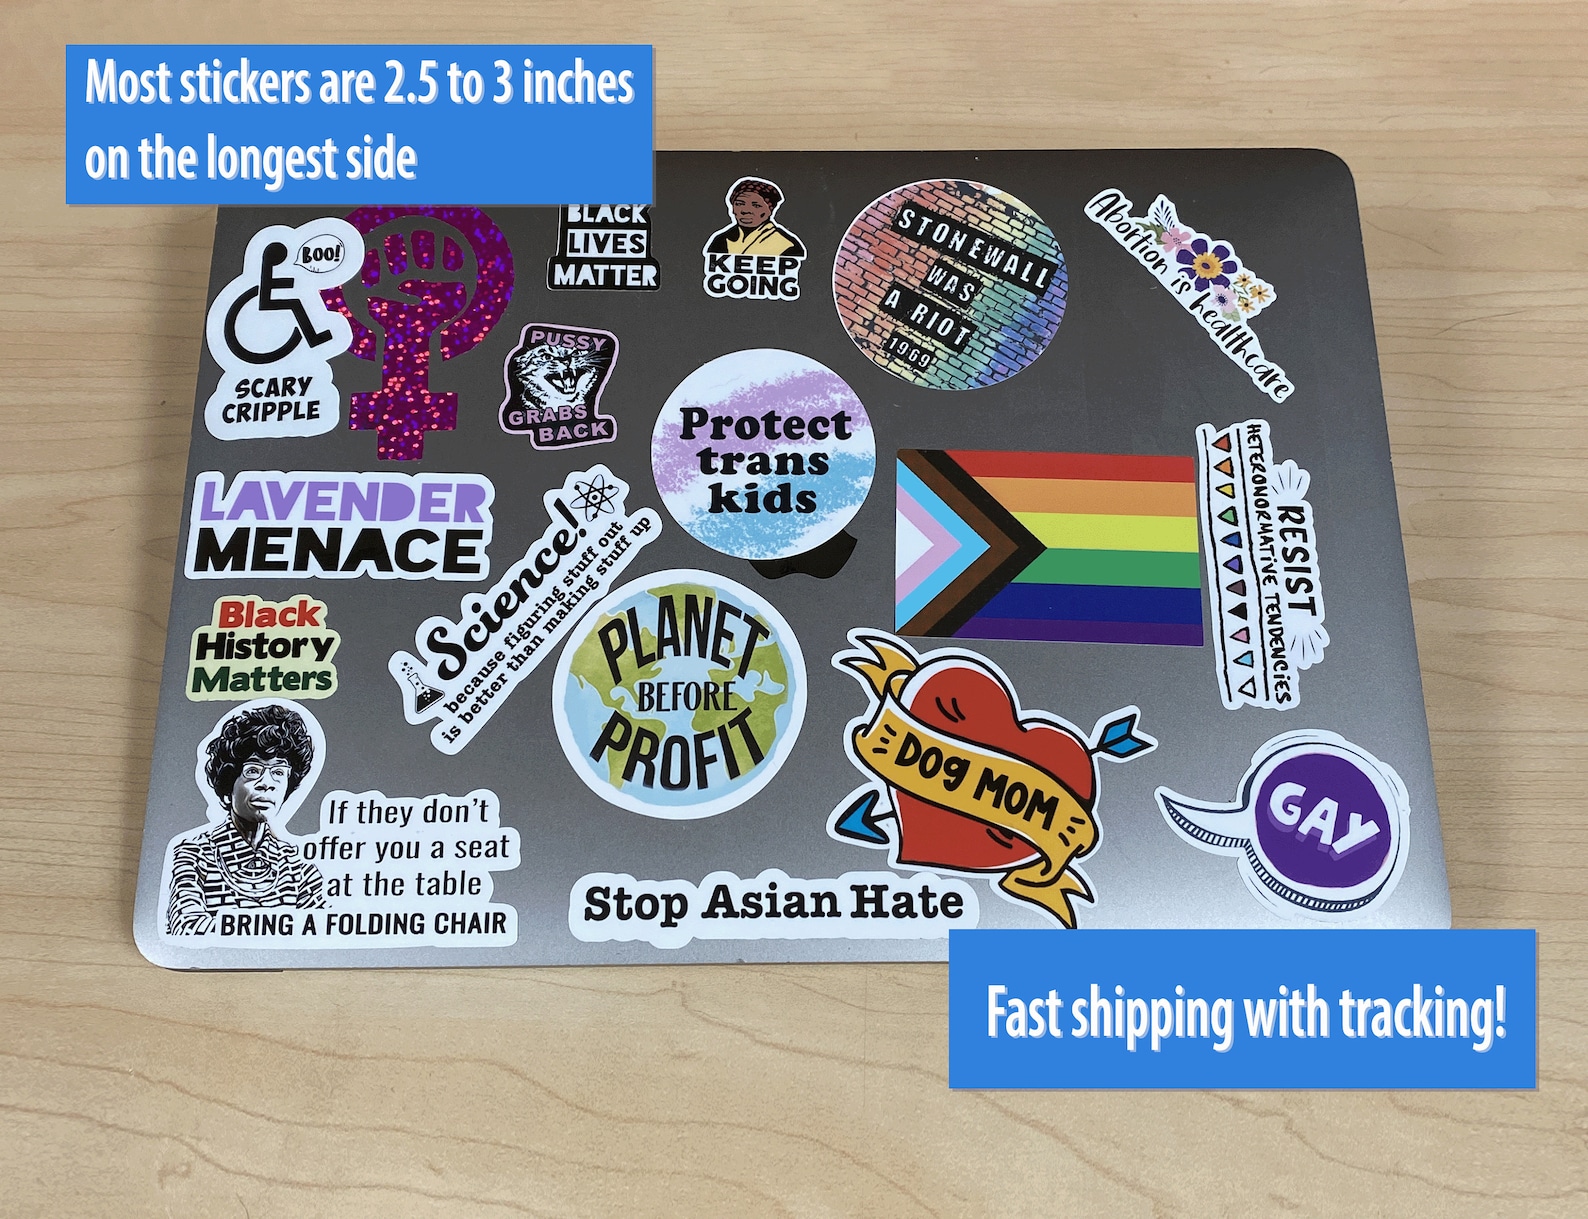 Most stickers are 2.5 to 3 inches
on the longest side
BOO!
SCARY
CRIPPLE
BLACK
LIVES
MATTER
KEEP
GOING
STONEWALL
WAS
A RIOT
1969
Abortion is healthcare
PUSSY
GRABS
BACK
Protect
trans
kids
LAVENDER
MENACE
Science!
because figuring stuff out
is better than making stuff up
RESIST
HETERONORMATIVE TENDENCIES
Black
History
Matters
PLANET
BEFORE
PROFIT
DOG MOM
GAY
If they don't
offer you a seat
at the table
BRING A FOLDING CHAIR
Stop Asian Hate
Fast shipping with tracking!